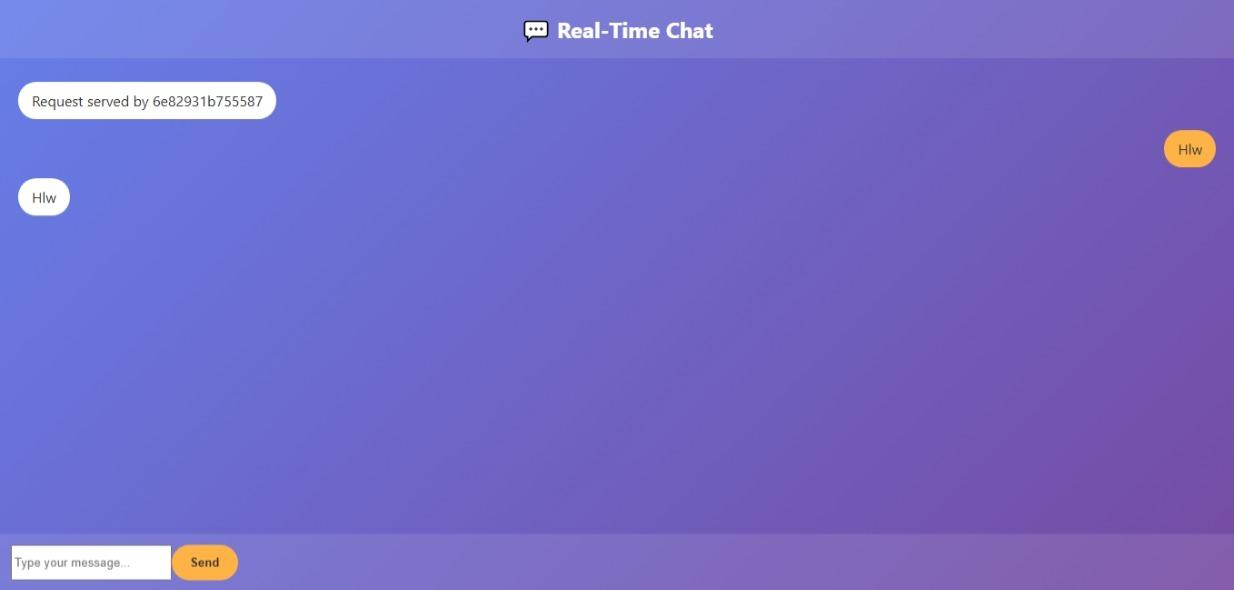 💬 Real-Time Chat
Request served by 6e82931b755587
Hlw
Hlw
Type your message...
Send